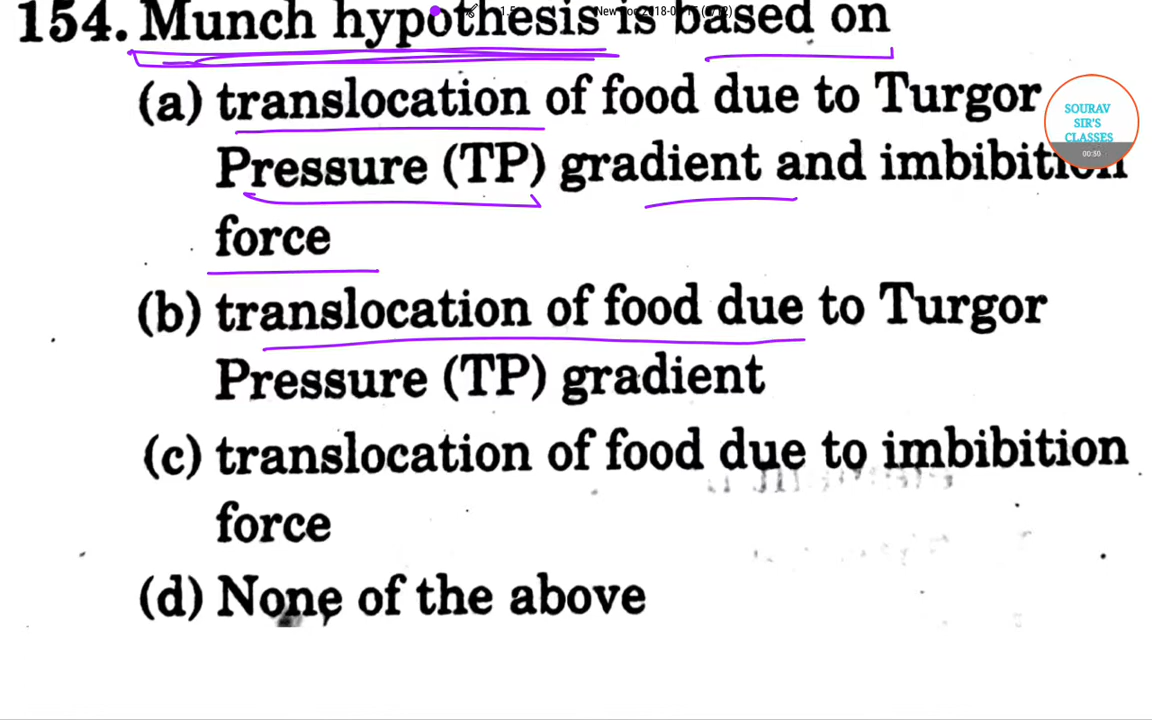 154. Munch hypothesis is based on
(a) translocation of food due to Turgor
Pressure (TP) gradient and imbibition
force
(b) translocation of food due to Turgor
Pressure (TP) gradient
(c) translocation of food due to imbibition
force
(d) None of the above
SOURAV
SIR'S
CLASSES
00:50